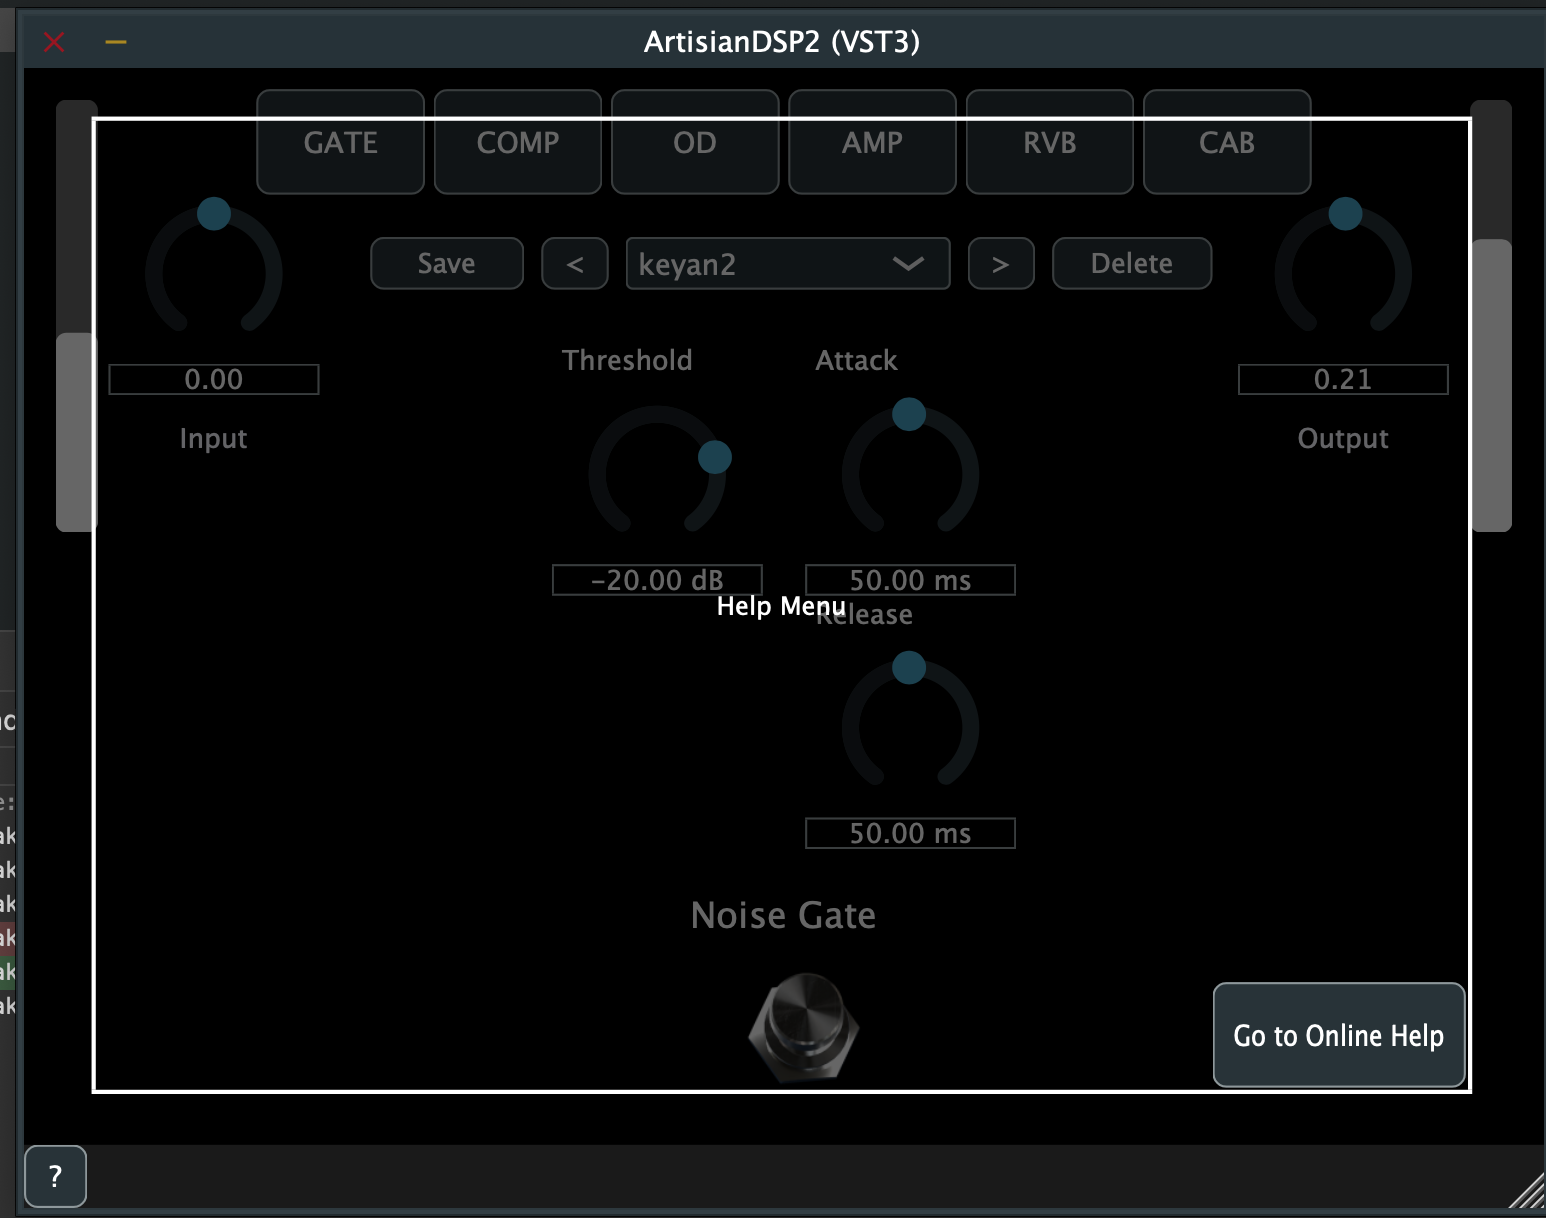 ArtisianDSP2 (VST3)
GATE COMP OD AMP RVB CAB
Save < keyan2 > Delete
Threshold Attack
0.00 0.21
Input Output
-20.00 dB 50.00 ms
Help Menu
Release
50.00 ms
Noise Gate
Go to Online Help
?